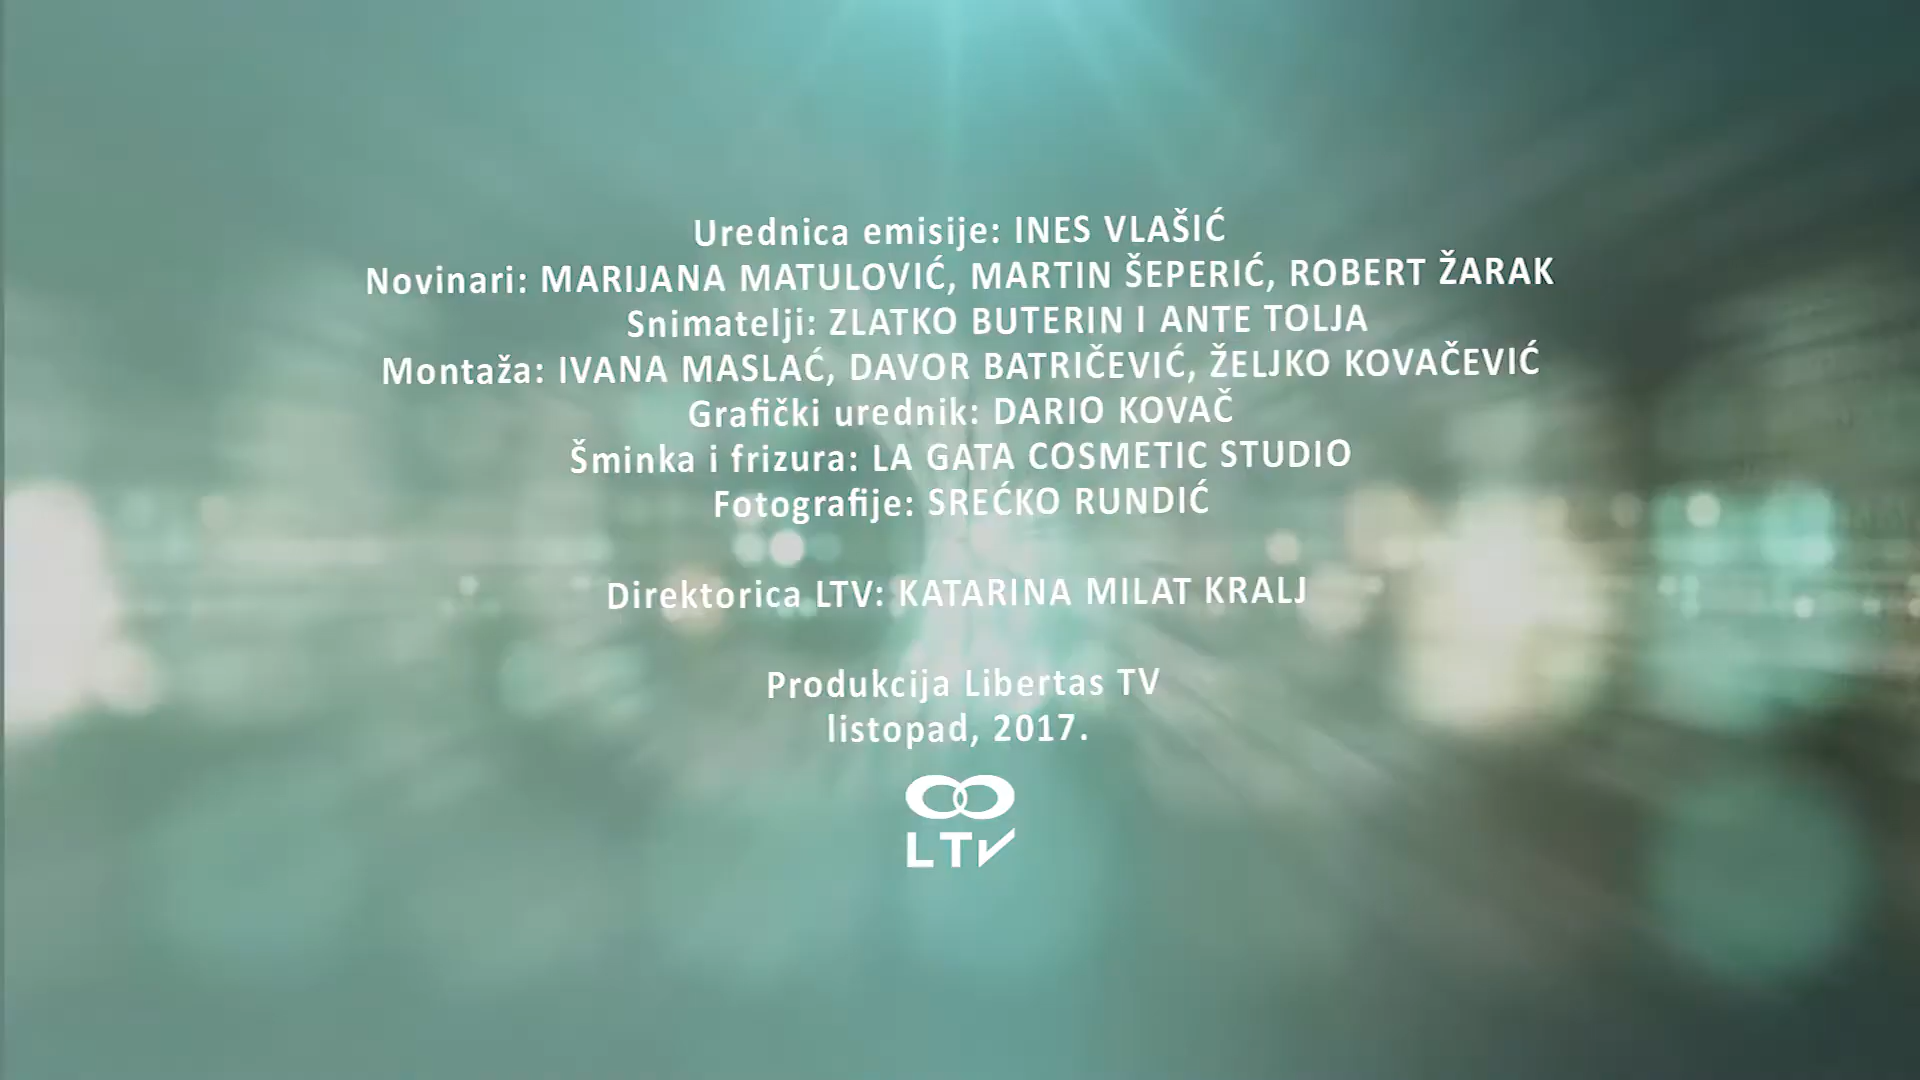 Urednica emisije: INES VLAŠIĆ
Novinari: MARIJANA MATULOVIĆ, MARTIN ŠEPERIĆ, ROBERT ŽARAK
Snimatelji: ZLATKO BUTERIN I ANTE TOLJA
Montaža: IVANA MASLAĆ, DAVOR BATRIČEVIĆ, ŽELJKO KOVAČEVIĆ
Grafički urednik: DARIO KOVAČ
Šminka i frizura: LA GATA COSMETIC STUDIO
Fotografije: SREĆKO RUNDIĆ
Direktorica LTV: KATARINA MILAT KRALJ
Produkcija Libertas TV
listopad, 2017.
LTV